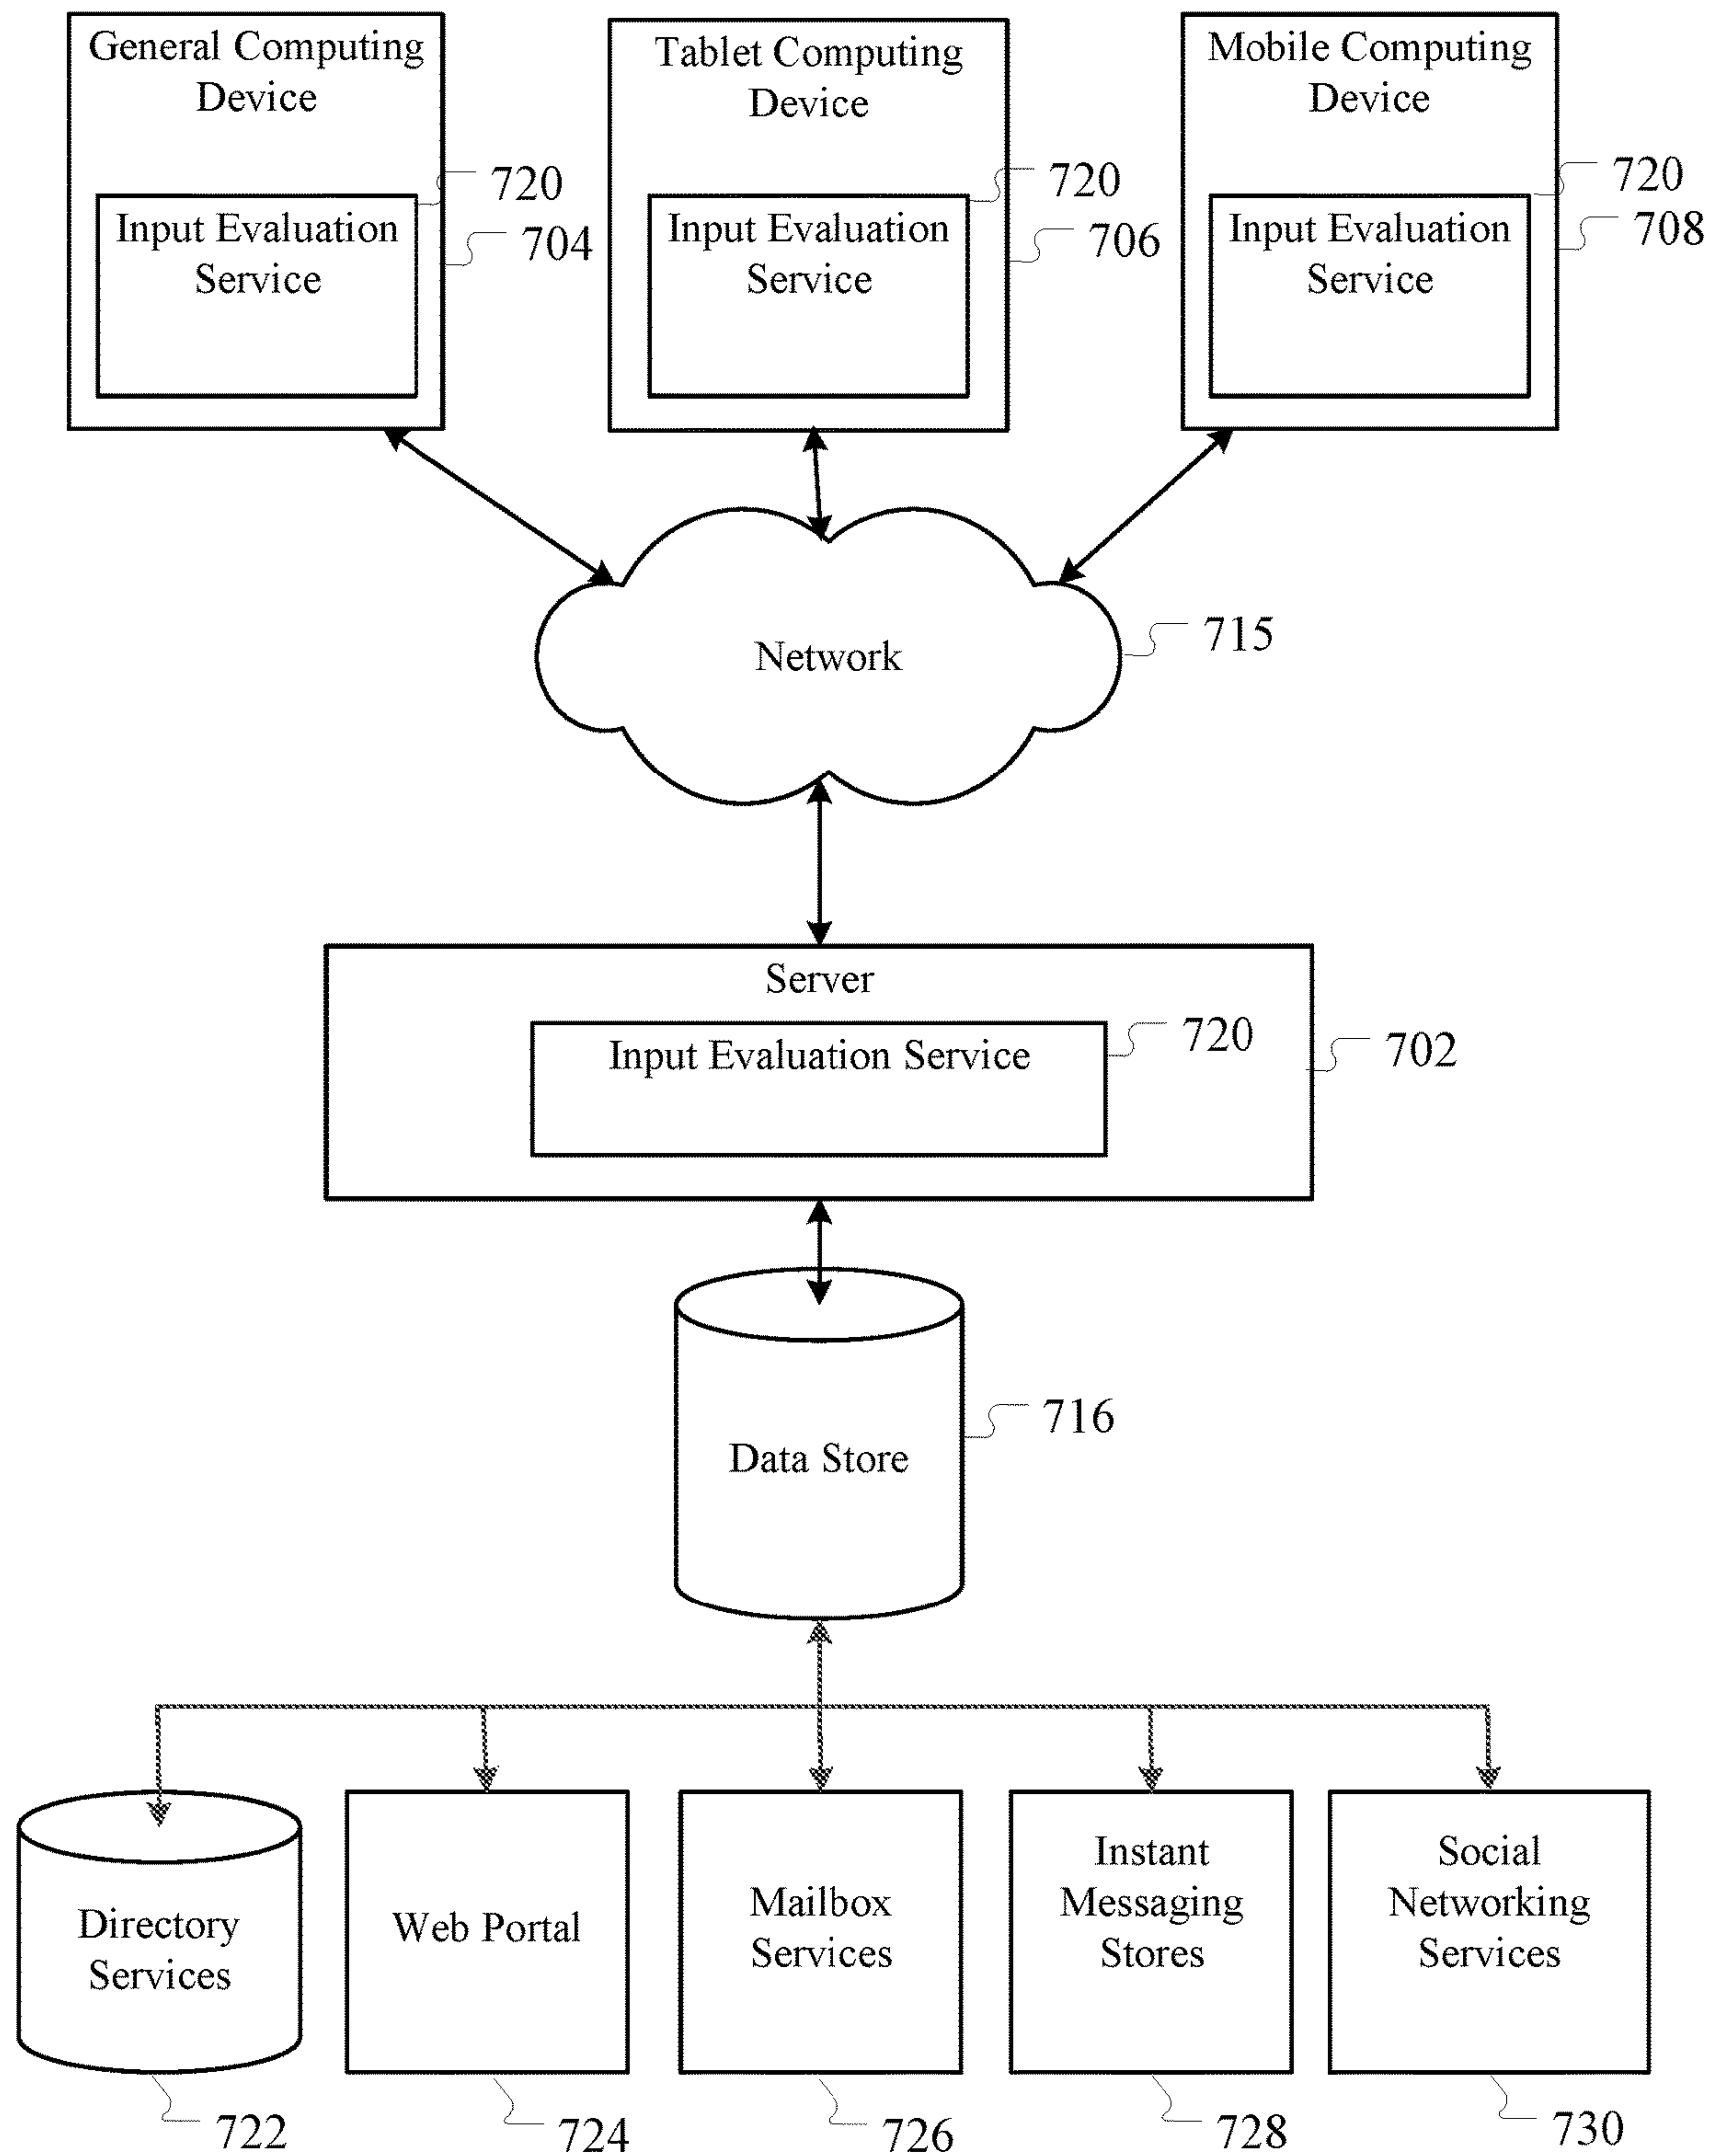 General Computing
Device
Tablet Computing
Device
Mobile Computing
Device
720
720
720
Input Evaluation
Service
704
Input Evaluation
Service
706
Input Evaluation
Service
708
Network
715
Server
Input Evaluation Service
720
702
Data Store
716
Directory
Services
Web Portal
Mailbox
Services
Instant
Messaging
Stores
Social
Networking
Services
722
724
726
728
730